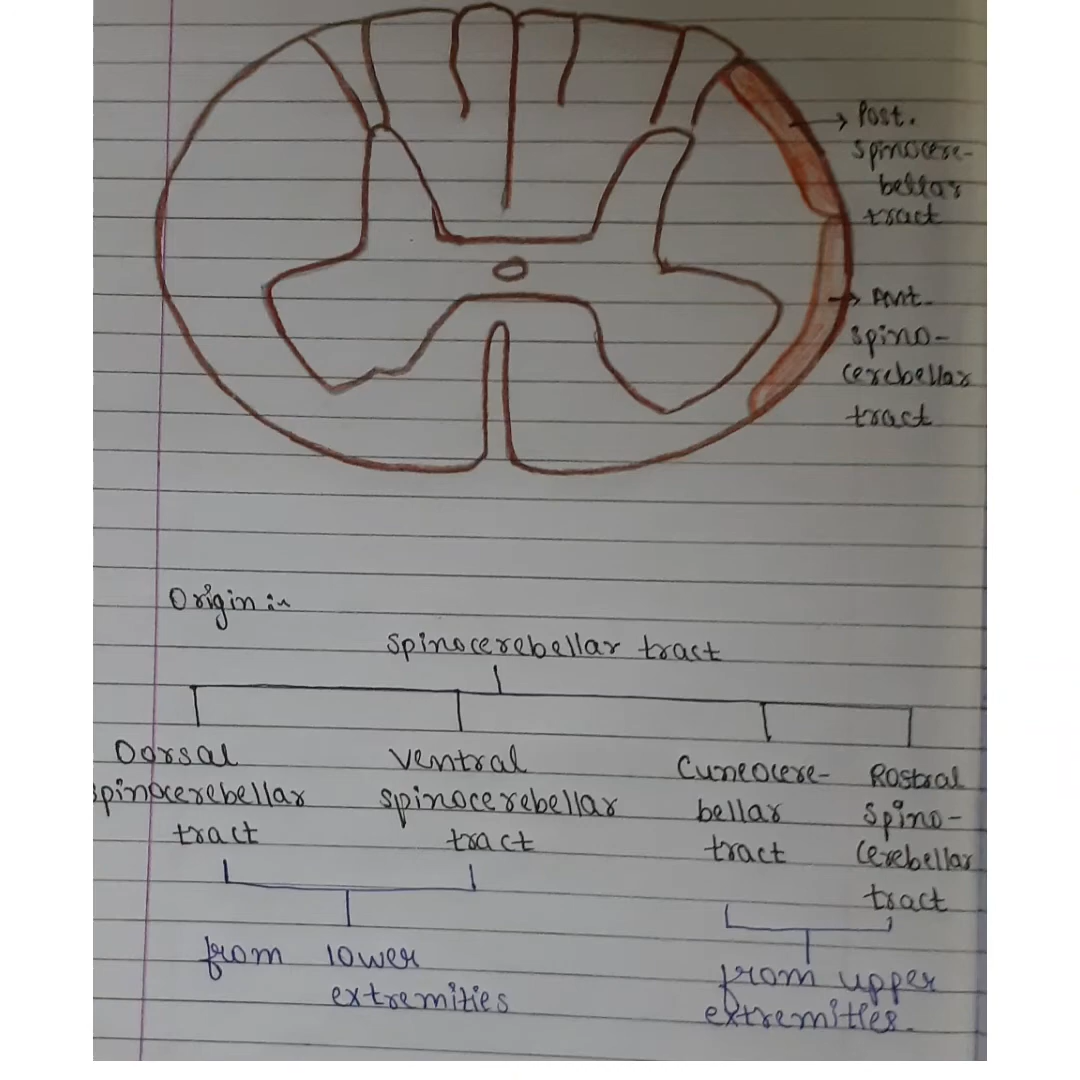 Post.
spinocere-
bellar
tract
Ant.
spino-
cerebellar
tract
Origin :-
spinocerebellar tract
Dorsal
spinocerebellar
tract
Ventral
spinocerebellar
tract
Cuneocere-
bellar
tract
Rostral
spino-
cerebellar
tract
from lower
extremities
from upper
extremities.